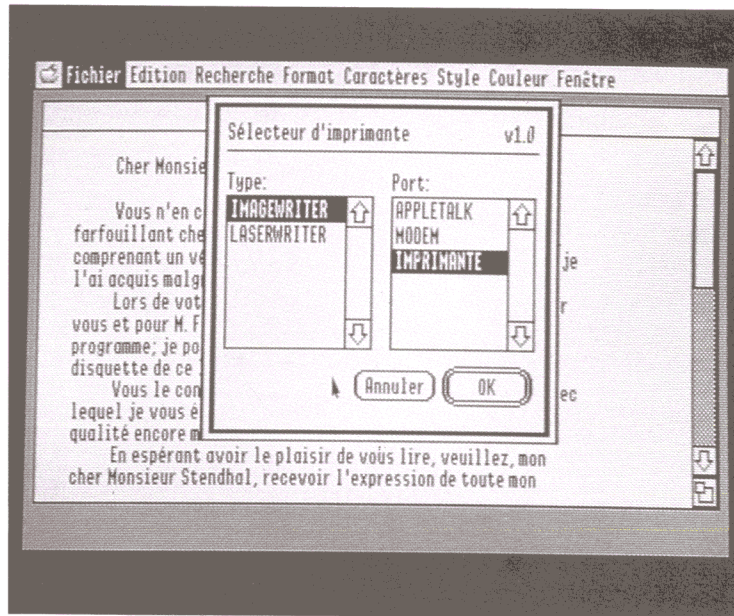 Fichier Edition Recherche Format Caractères Style Couleur Fenêtre
Sélecteur d'imprimante v1.0
Type: Port:
IMAGEWRITER
LASERWRITER
APPLETALK
MODEM
IMPRIMANTE
Annuler OK
Cher Monsie
Vous n'en c
farfouillant che
comprenant un vé je
l'ai acquis malgr
Lors de vot r
vous et pour M. F
programme; je po
disquette de ce
Vous le con ec
lequel je vous é
qualité encore m
En espérant avoir le plaisir de vous lire, veuillez, mon
cher Monsieur Stendhal, recevoir l'expression de toute mon